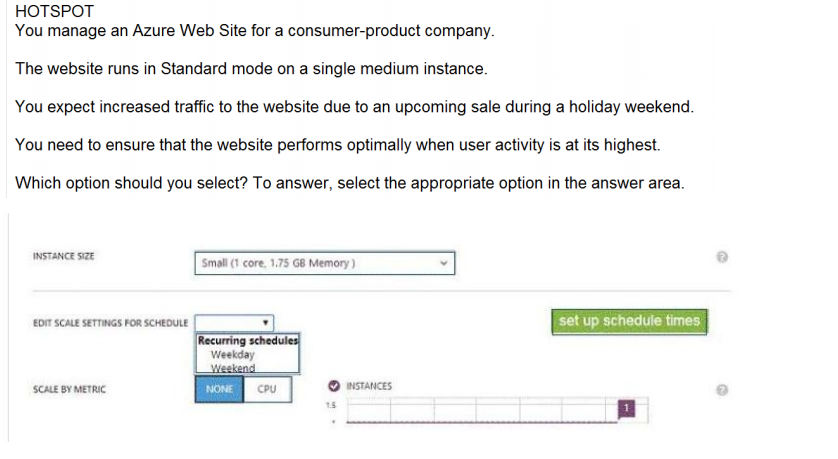 HOTSPOT
You manage an Azure Web Site for a consumer-product company.
The website runs in Standard mode on a single medium instance.
You expect increased traffic to the website due to an upcoming sale during a holiday weekend.
You need to ensure that the website performs optimally when user activity is at its highest.
Which option should you select? To answer, select the appropriate option in the answer area.
INSTANCE SIZE
Small (1 core, 1.75 GB Memory)
EDIT SCALE SETTINGS FOR SCHEDULE
set up schedule times
Recurring schedules
Weekday
Weekend
SCALE BY METRIC
NONE CPU
INSTANCES
1.5
1